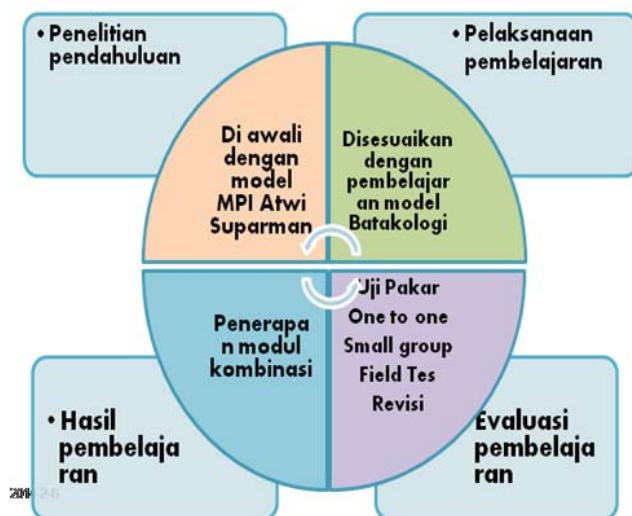 • Penelitian
pendahuluan
• Pelaksanaan
pembelajaran
Di awali
dengan
model
MPI Atwi
Suparman
Disesuaikan
dengan
pembelajar
an model
Batakologi
Penerapa
n modul
kombinasi
Uji Pakar
One to one
Small group
Field Tes
Revisi
• Hasil
pembelaja
ran
Evaluasi
pembelaja
ran